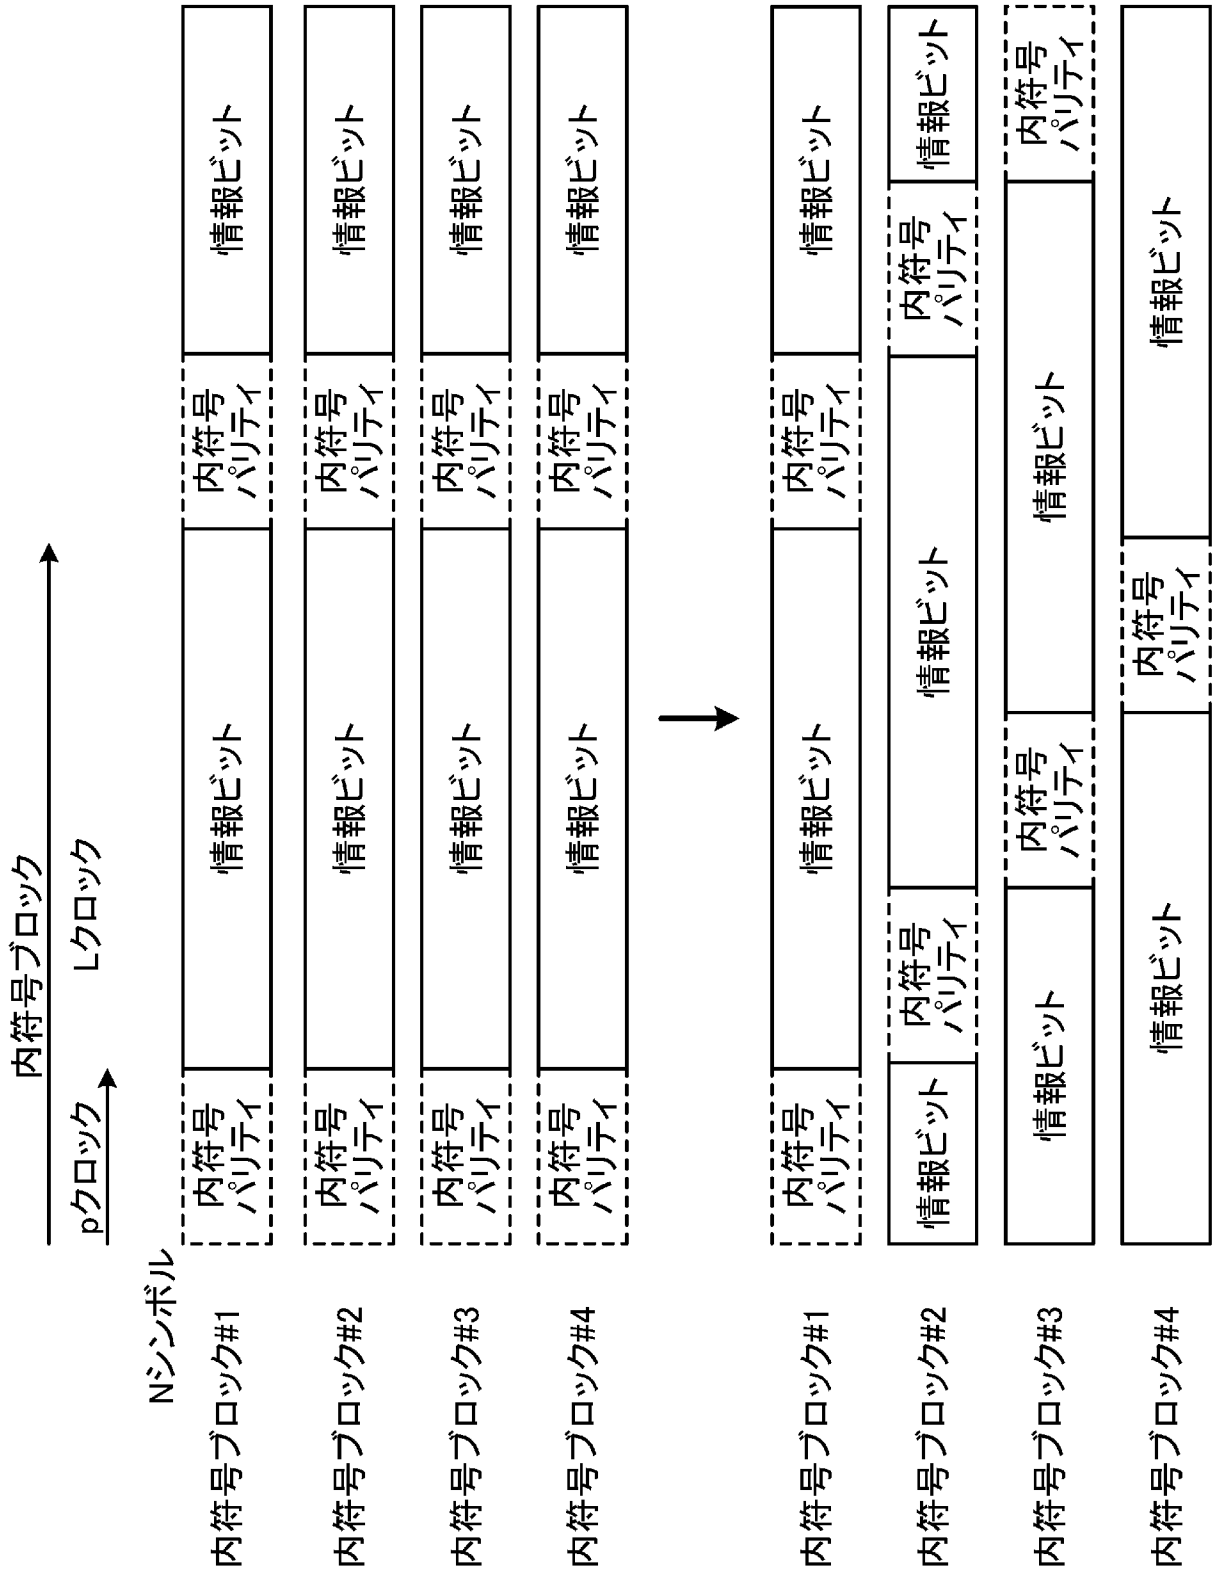 内符号ブロック
pクロック
Lクロック
Nシンボル
内符号ブロック#1
内符号
パリティ
情報ビット
内符号
パリティ
情報ビット
内符号ブロック#2
内符号
パリティ
情報ビット
内符号
パリティ
情報ビット
内符号ブロック#3
内符号
パリティ
情報ビット
内符号
パリティ
情報ビット
内符号ブロック#4
内符号
パリティ
情報ビット
内符号
パリティ
情報ビット
内符号ブロック#1
内符号
パリティ
情報ビット
内符号
パリティ
情報ビット
内符号ブロック#2
情報ビット
内符号
パリティ
情報ビット
内符号
パリティ
情報ビット
内符号ブロック#3
情報ビット
内符号
パリティ
情報ビット
内符号
パリティ
内符号ブロック#4
情報ビット
内符号
パリティ
情報ビット